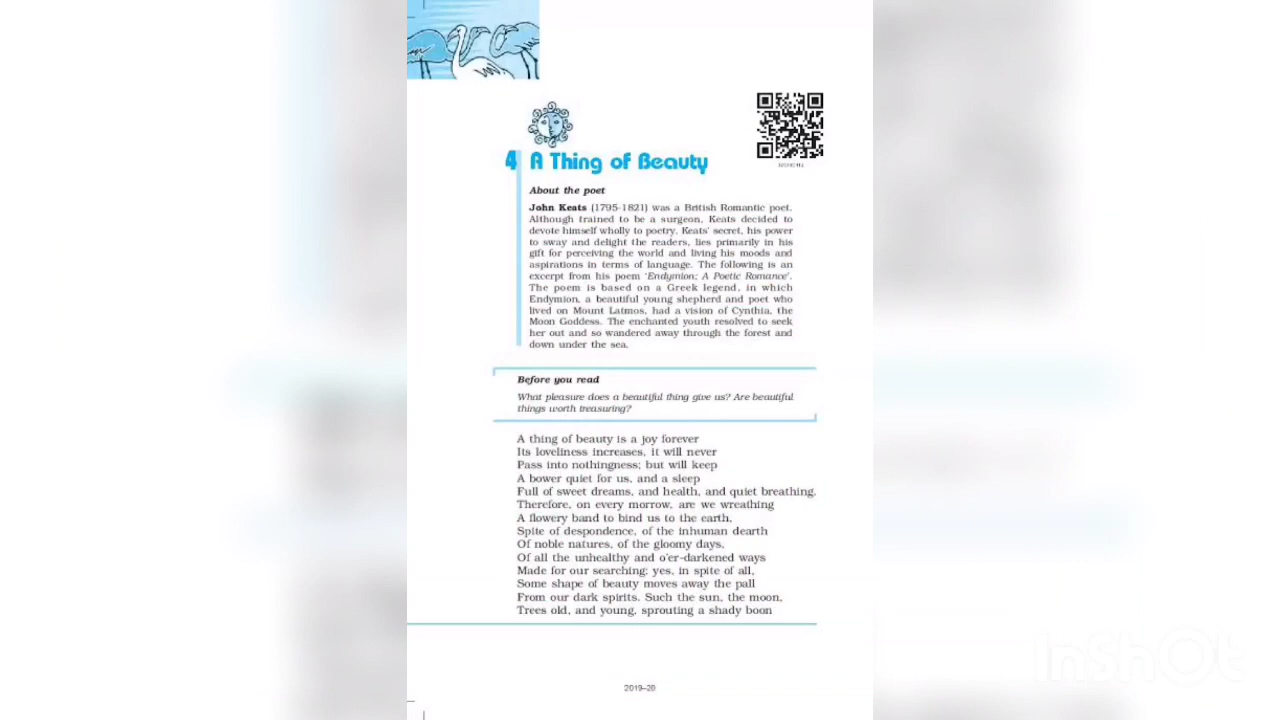 4 A Thing of Beauty
About the poet
John Keats (1795-1821) was a British Romantic poet.
Although trained to be a surgeon, Keats decided to
devote himself wholly to poetry. Keats' secret, his power
to sway and delight the readers, lies primarily in his
gift for perceiving the world and living his moods and
aspirations in terms of language. The following is an
excerpt from his poem 'Endymion; A Poetic Romance'.
The poem is based on a Greek legend, in which
Endymion, a beautiful young shepherd and poet who
lived on Mount Latmos, had a vision of Cynthia, the
Moon Goddess. The enchanted youth resolved to seek
her out and so wandered away through the forest and
down under the sea.
Before you read
What pleasure does a beautiful thing give us? Are beautiful
things worth treasuring?
A thing of beauty is a joy forever
Its loveliness increases, it will never
Pass into nothingness; but will keep
A bower quiet for us, and a sleep
Full of sweet dreams, and health, and quiet breathing.
Therefore, on every morrow, are we wreathing
A flowery band to bind us to the earth,
Spite of despondence, of the inhuman dearth
Of noble natures, of the gloomy days,
Of all the unhealthy and o'er-darkened ways
Made for our searching: yes, in spite of all,
Some shape of beauty moves away the pall
From our dark spirits. Such the sun, the moon,
Trees old, and young, sprouting a shady boon
2019–20
InShOt